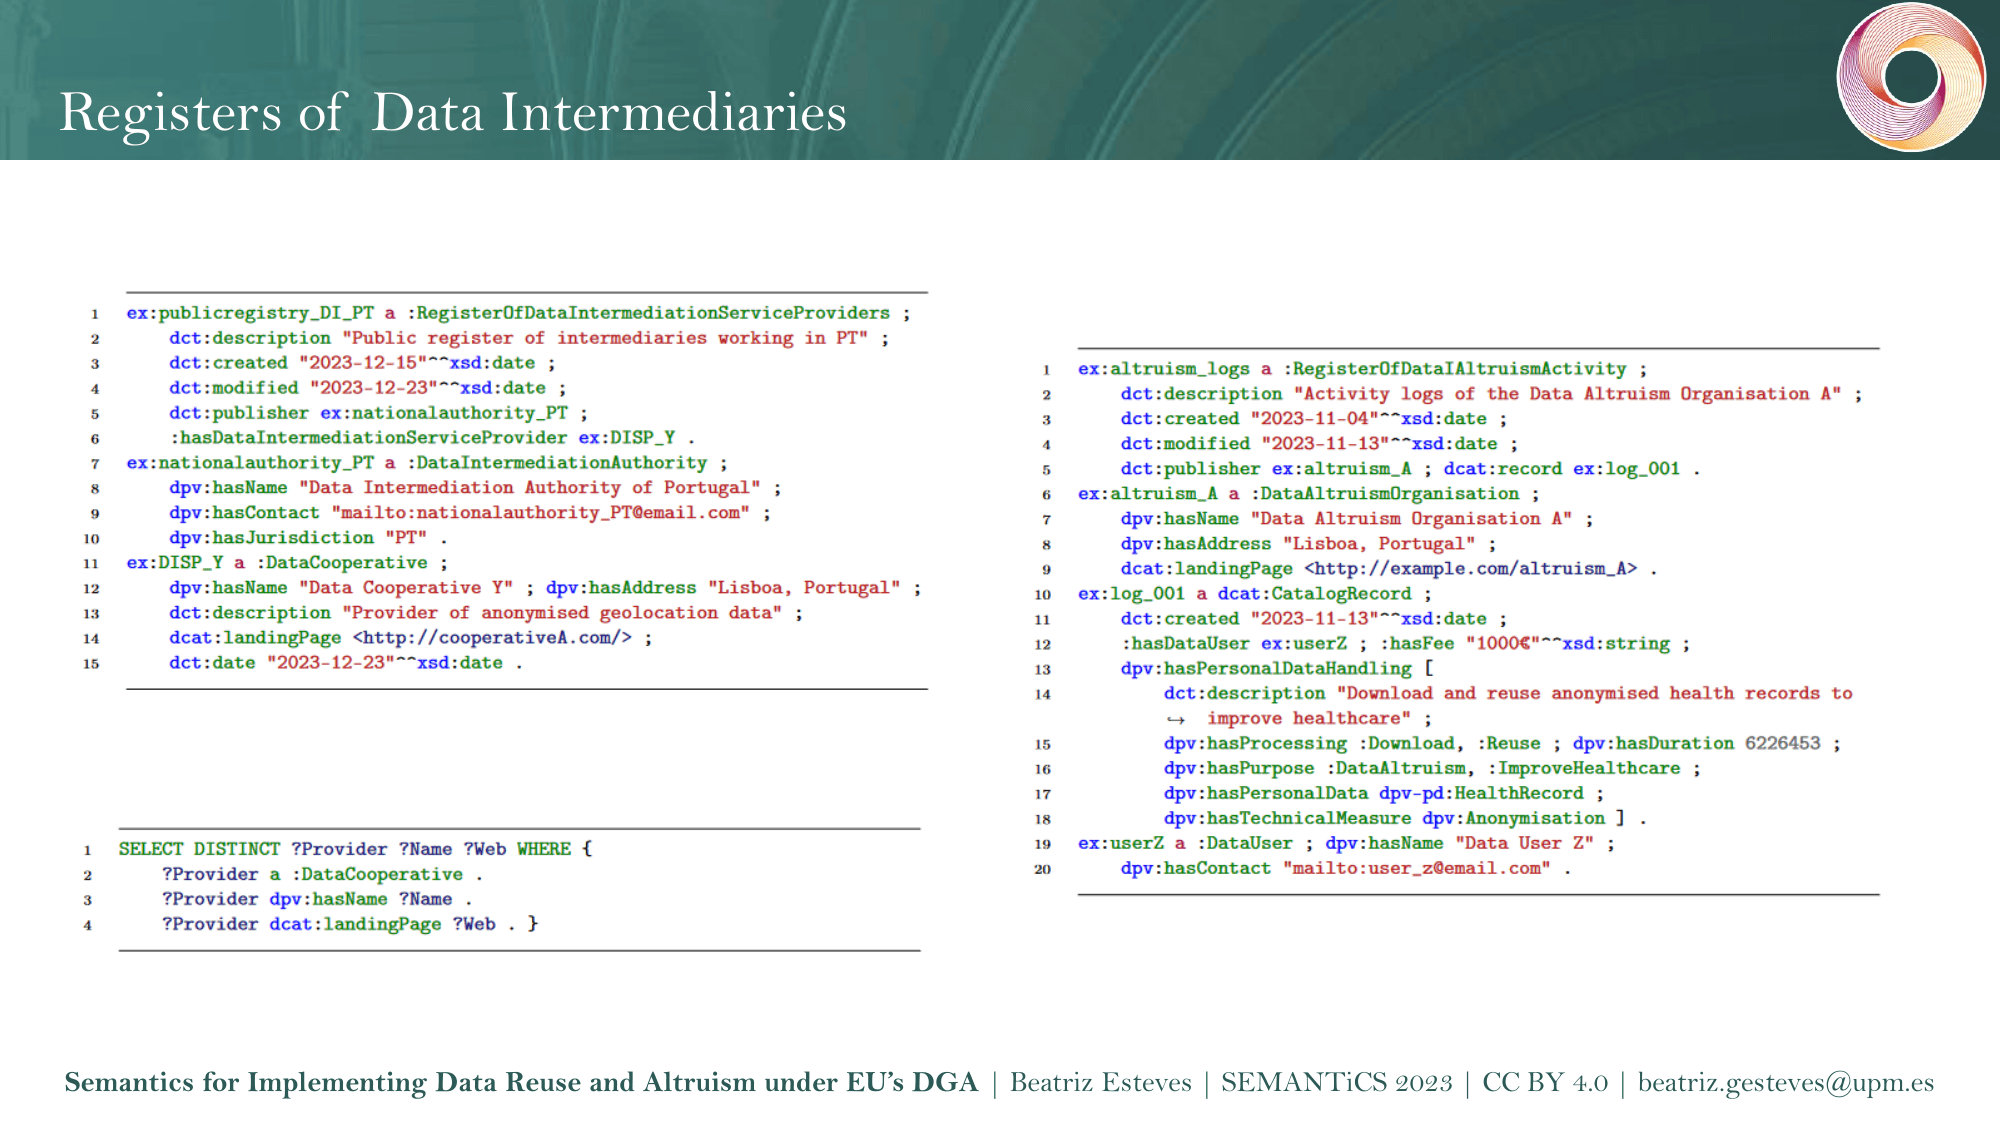 Registers of Data Intermediaries
1 ex:publicregistry_DI_PT a :RegisterOfDataIntermediationServiceProviders ;
2 dct:description "Public register of intermediaries working in PT" ;
3 dct:created "2023-12-15"^^xsd:date ;
4 dct:modified "2023-12-23"^^xsd:date ;
5 dct:publisher ex:nationalauthority_PT ;
6 :hasDataIntermediationServiceProvider ex:DISP_Y .
7 ex:nationalauthority_PT a :DataIntermediationAuthority ;
8 dpv:hasName "Data Intermediation Authority of Portugal" ;
9 dpv:hasContact "mailto:nationalauthority_PT@email.com" ;
10 dpv:hasJurisdiction "PT" .
11 ex:DISP_Y a :DataCooperative ;
12 dpv:hasName "Data Cooperative Y" ; dpv:hasAddress "Lisboa, Portugal" ;
13 dct:description "Provider of anonymised geolocation data" ;
14 dcat:landingPage <http://cooperativeA.com/> ;
15 dct:date "2023-12-23"^^xsd:date .
1 SELECT DISTINCT ?Provider ?Name ?Web WHERE {
2 ?Provider a :DataCooperative .
3 ?Provider dpv:hasName ?Name .
4 ?Provider dcat:landingPage ?Web . }
1 ex:altruism_logs a :RegisterOfDataIAltruismActivity ;
2 dct:description "Activity logs of the Data Altruism Organisation A" ;
3 dct:created "2023-11-04"^^xsd:date ;
4 dct:modified "2023-11-13"^^xsd:date ;
5 dct:publisher ex:altruism_A ; dcat:record ex:log_001 .
6 ex:altruism_A a :DataAltruismOrganisation ;
7 dpv:hasName "Data Altruism Organisation A" ;
8 dpv:hasAddress "Lisboa, Portugal" ;
9 dcat:landingPage <http://example.com/altruism_A> .
10 ex:log_001 a dcat:CatalogRecord ;
11 dct:created "2023-11-13"^^xsd:date ;
12 :hasDataUser ex:userZ ; :hasFee "1000€"^^xsd:string ;
13 dpv:hasPersonalDataHandling [
14 dct:description "Download and reuse anonymised health records to
↪ improve healthcare" ;
15 dpv:hasProcessing :Download, :Reuse ; dpv:hasDuration 6226453 ;
16 dpv:hasPurpose :DataAltruism, :ImproveHealthcare ;
17 dpv:hasPersonalData dpv-pd:HealthRecord ;
18 dpv:hasTechnicalMeasure dpv:Anonymisation ] .
19 ex:userZ a :DataUser ; dpv:hasName "Data User Z" ;
20 dpv:hasContact "mailto:user_z@email.com" .
Semantics for Implementing Data Reuse and Altruism under EU's DGA | Beatriz Esteves | SEMANTiCS 2023 | CC BY 4.0 | beatriz.gesteves@upm.es